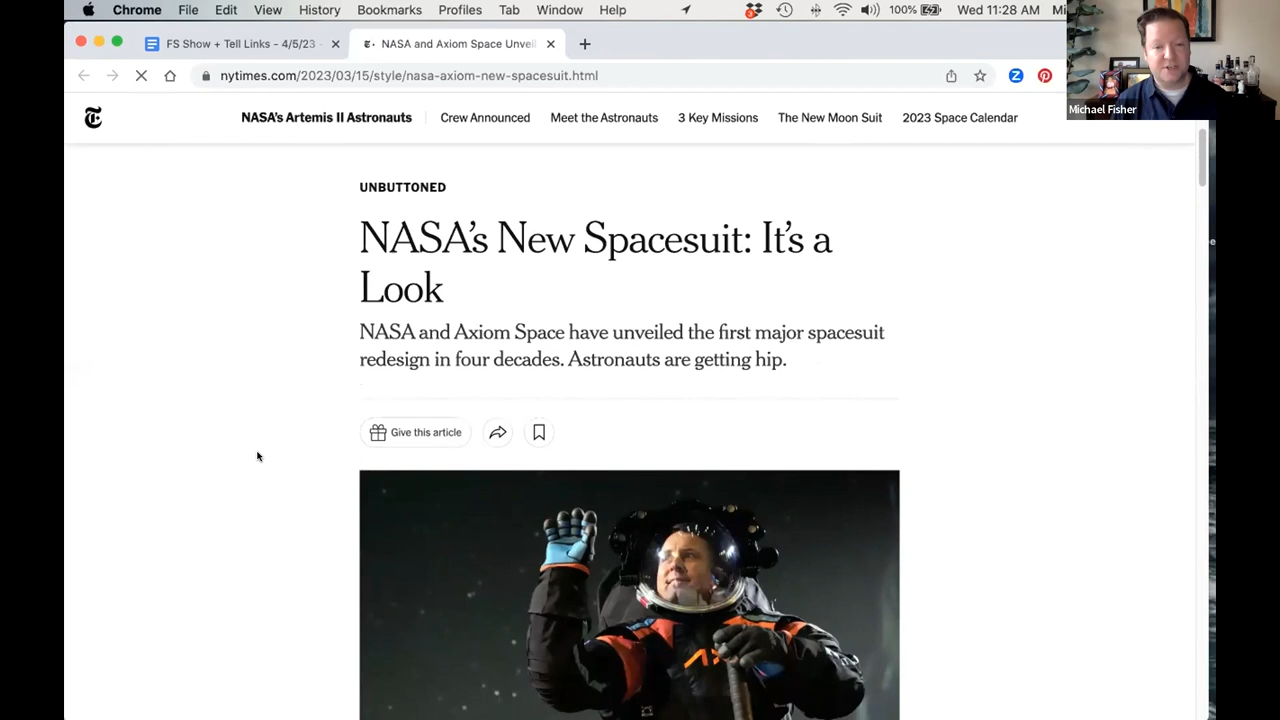 Chrome File Edit View History Bookmarks Profiles Tab Window Help 3 100% Wed 11:28 AM Mi
FS Show + Tell Links - 4/5/23 NASA and Axiom Space Unveil
nytimes.com/2023/03/15/style/nasa-axiom-new-spacesuit.html
Michael Fisher
NASA's Artemis II Astronauts Crew Announced Meet the Astronauts 3 Key Missions The New Moon Suit 2023 Space Calendar
UNBUTTONED
NASA's New Spacesuit: It's a
Look
NASA and Axiom Space have unveiled the first major spacesuit
redesign in four decades. Astronauts are getting hip.
Give this article